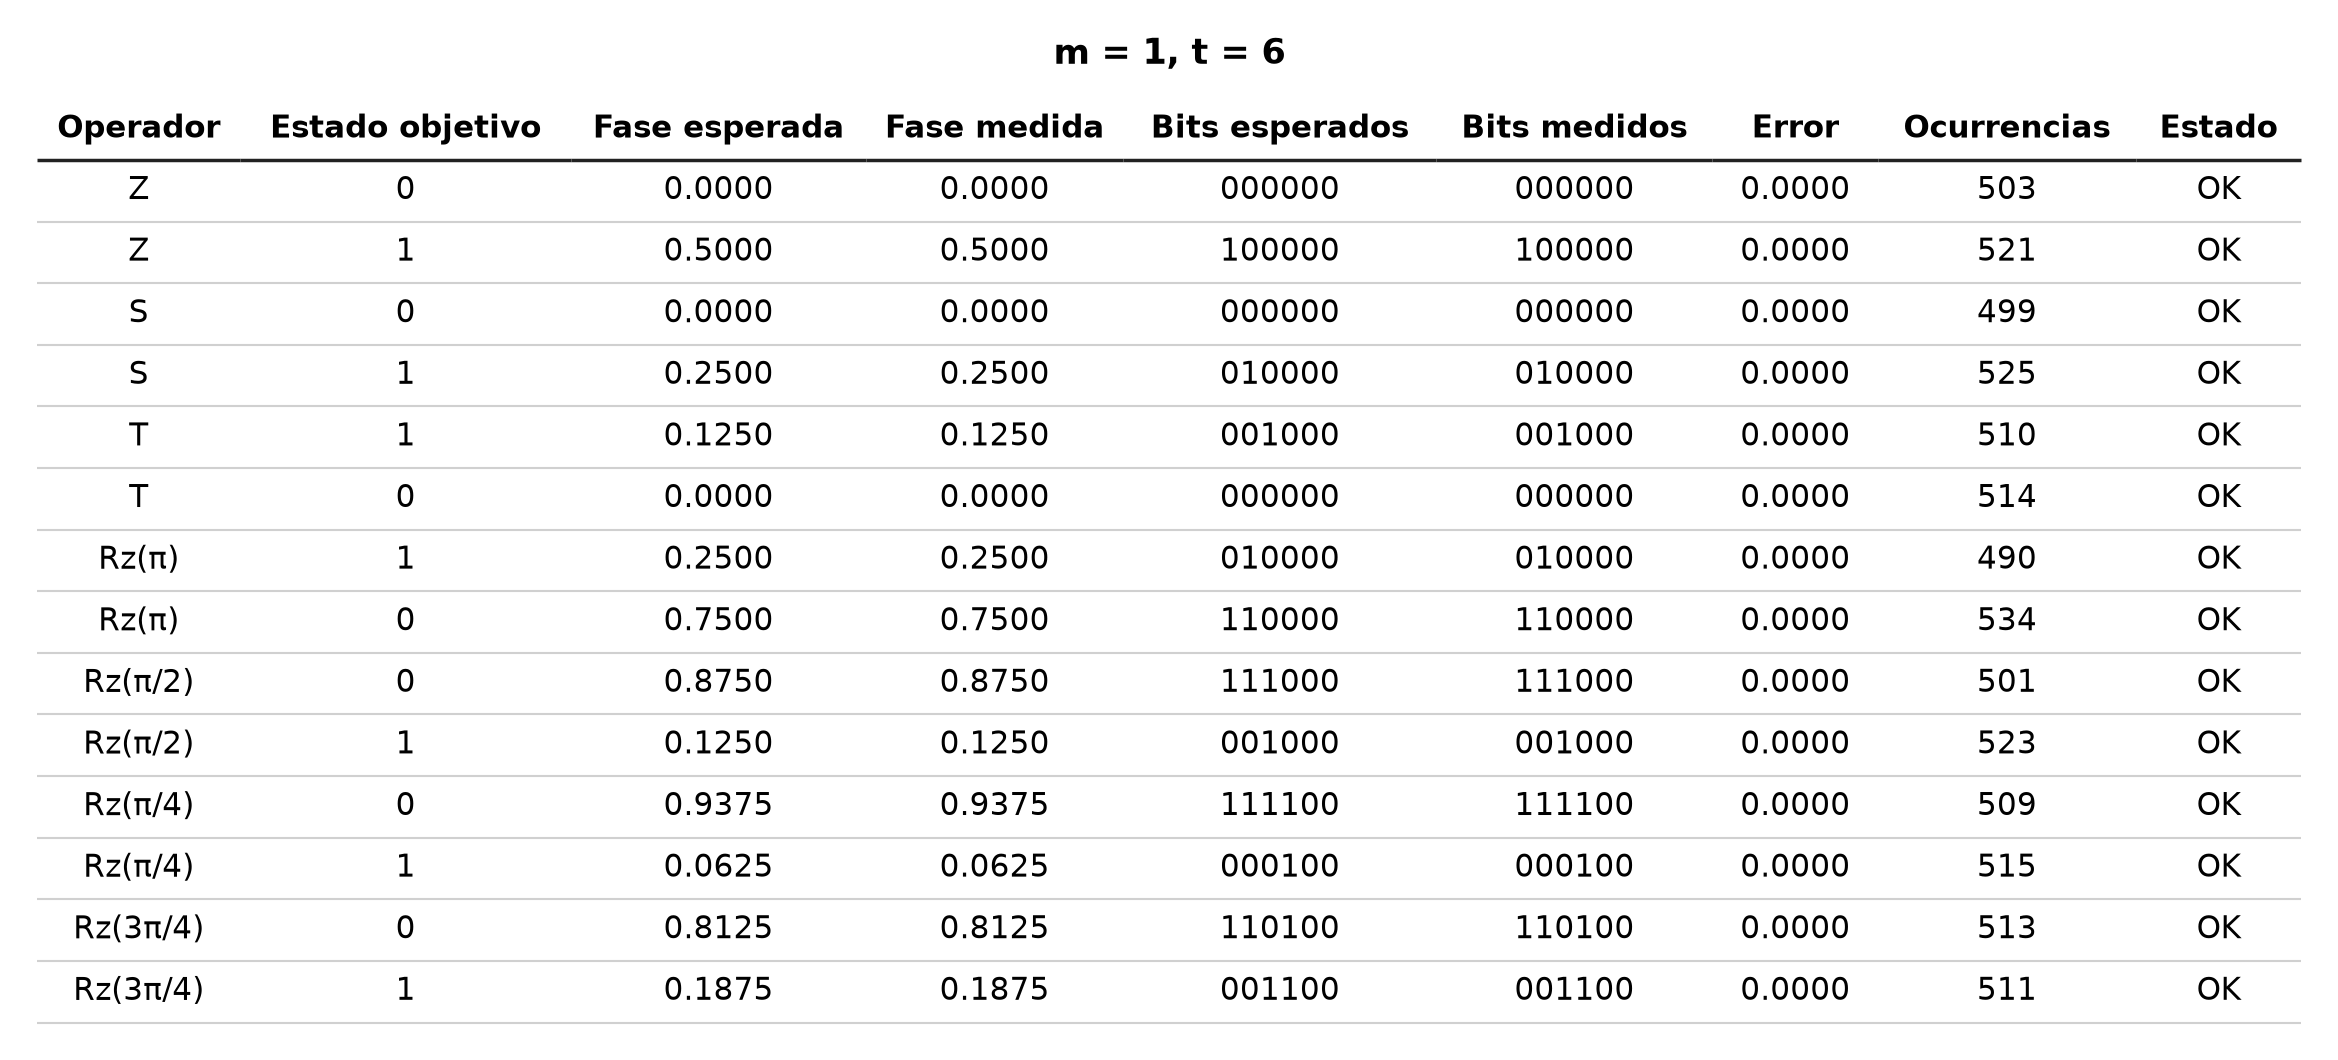 m = 1, t = 6
Operador Estado objetivo Fase esperada Fase medida Bits esperados Bits medidos Error Ocurrencias Estado
Z 0 0.0000 0.0000 000000 000000 0.0000 503 OK
Z 1 0.5000 0.5000 100000 100000 0.0000 521 OK
S 0 0.0000 0.0000 000000 000000 0.0000 499 OK
S 1 0.2500 0.2500 010000 010000 0.0000 525 OK
T 1 0.1250 0.1250 001000 001000 0.0000 510 OK
T 0 0.0000 0.0000 000000 000000 0.0000 514 OK
Rz(π) 1 0.2500 0.2500 010000 010000 0.0000 490 OK
Rz(π) 0 0.7500 0.7500 110000 110000 0.0000 534 OK
Rz(π/2) 0 0.8750 0.8750 111000 111000 0.0000 501 OK
Rz(π/2) 1 0.1250 0.1250 001000 001000 0.0000 523 OK
Rz(π/4) 0 0.9375 0.9375 111100 111100 0.0000 509 OK
Rz(π/4) 1 0.0625 0.0625 000100 000100 0.0000 515 OK
Rz(3π/4) 0 0.8125 0.8125 110100 110100 0.0000 513 OK
Rz(3π/4) 1 0.1875 0.1875 001100 001100 0.0000 511 OK